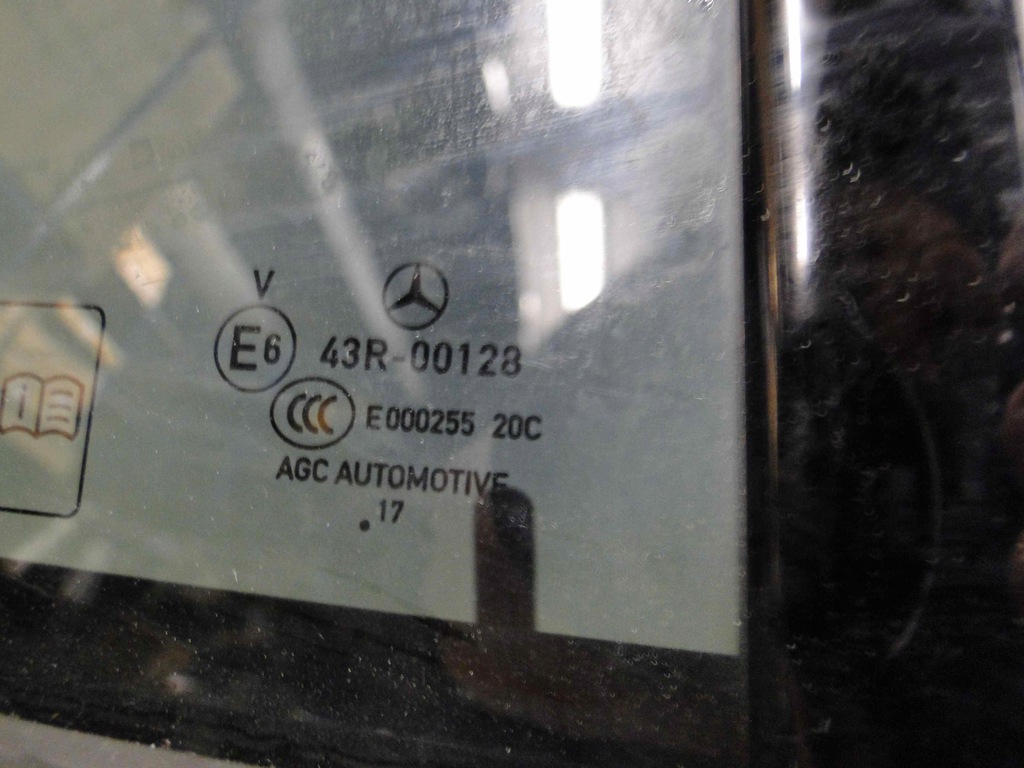 V
E6 43R-00128
CCC E000255 20C
AGC AUTOMOTIVE
.17
i